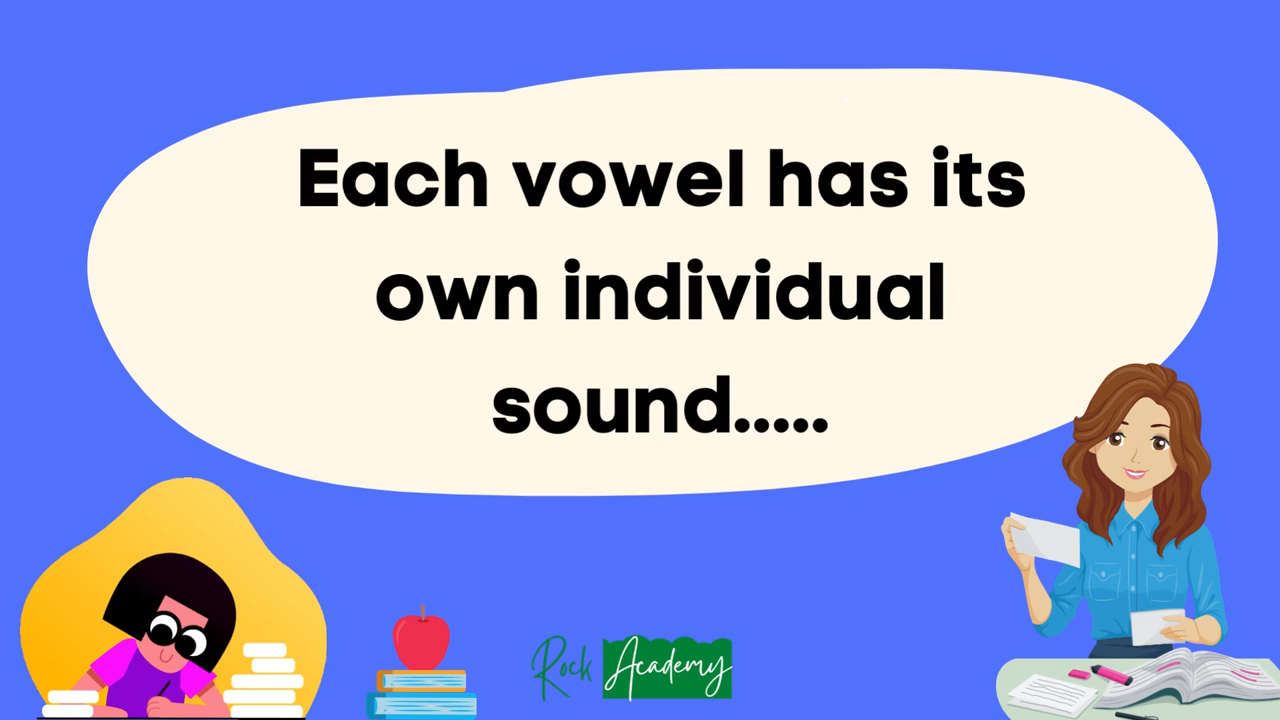 Each vowel has its
own individual
sound.....
Rock Academy